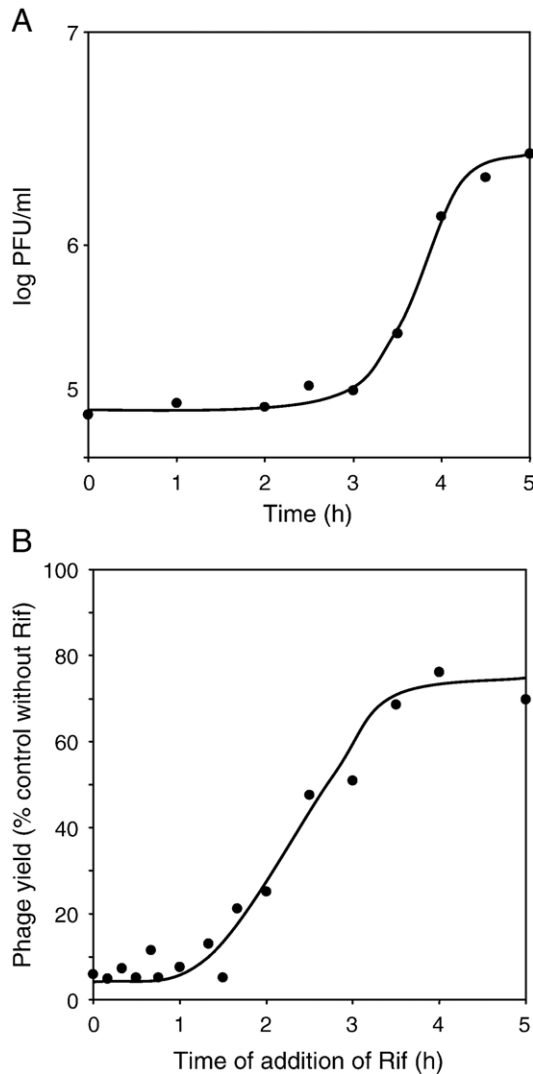 A
7
6
5
log PFU/ml
0 1 2 3 4 5
Time (h)
B
100
80
60
40
20
0
Phage yield (% control without Rif)
0 1 2 3 4 5
Time of addition of Rif (h)